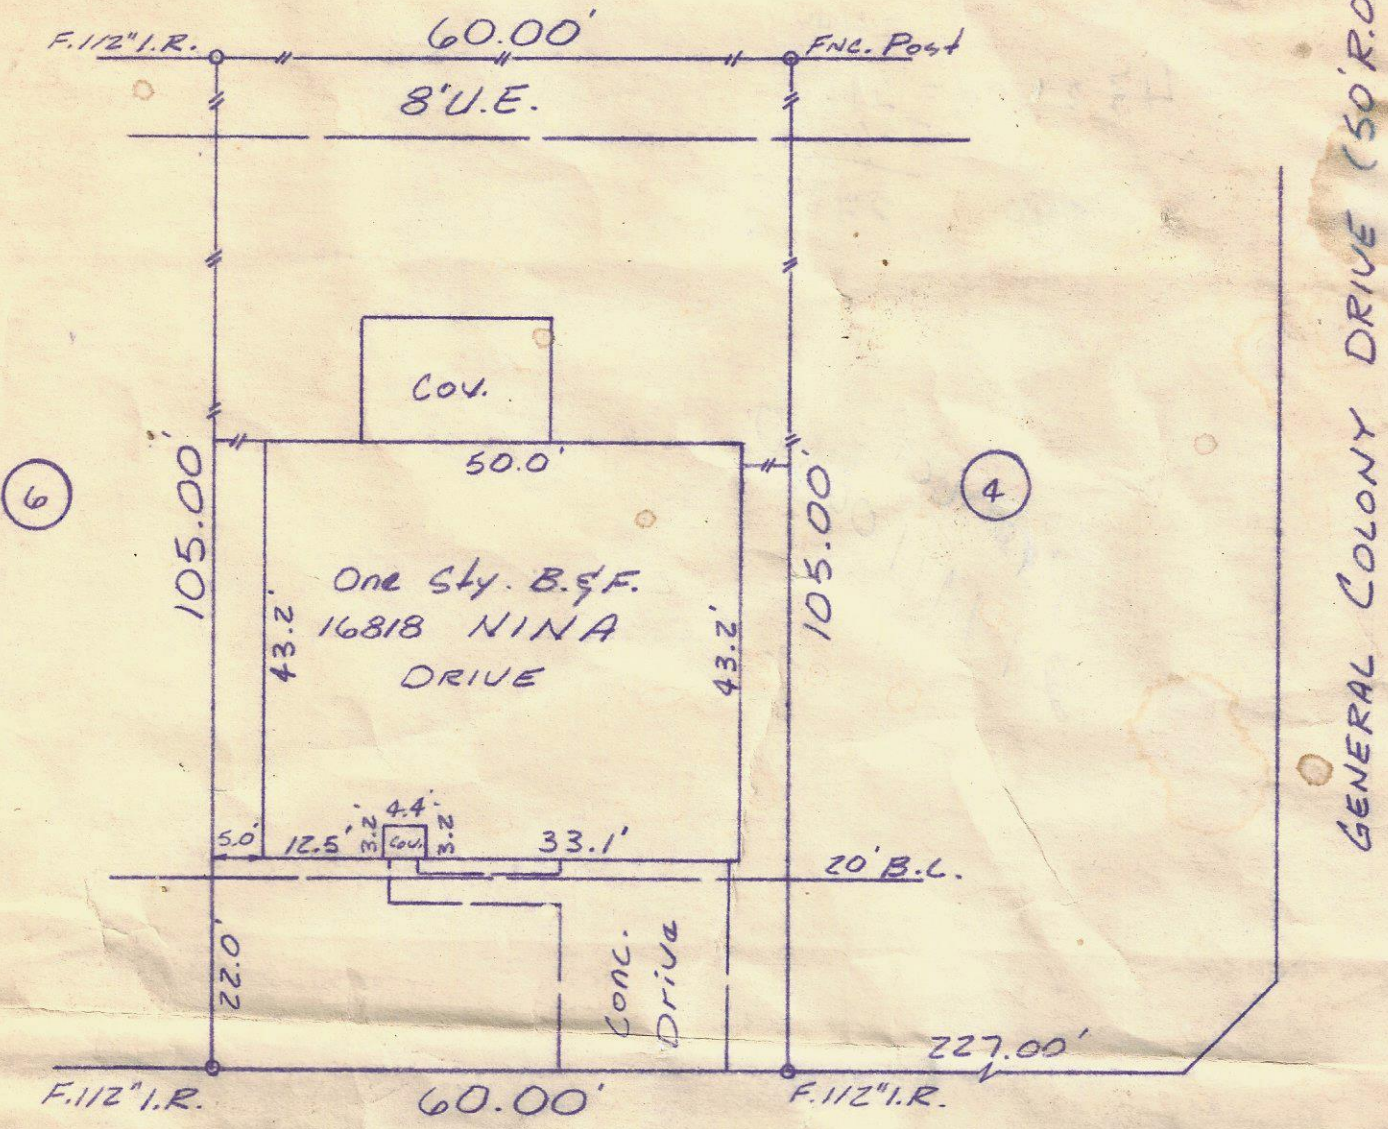 F.1/2"I.R.
60.00'
FNC. Post
8'U.E.
GENERAL COLONY DRIVE (50'R.O
Cov.
50.0'
6
4
105.00'
105.00'
One Sty. B.&F.
16818 NINA
DRIVE
43.2'
43.2'
5.0'
12.5'
3.2'
4.4'
Cov.
3.2'
33.1'
20' B.L.
22.0'
Conc.
Drive
227.00'
F.1/2"I.R.
60.00'
F.1/2"I.R.